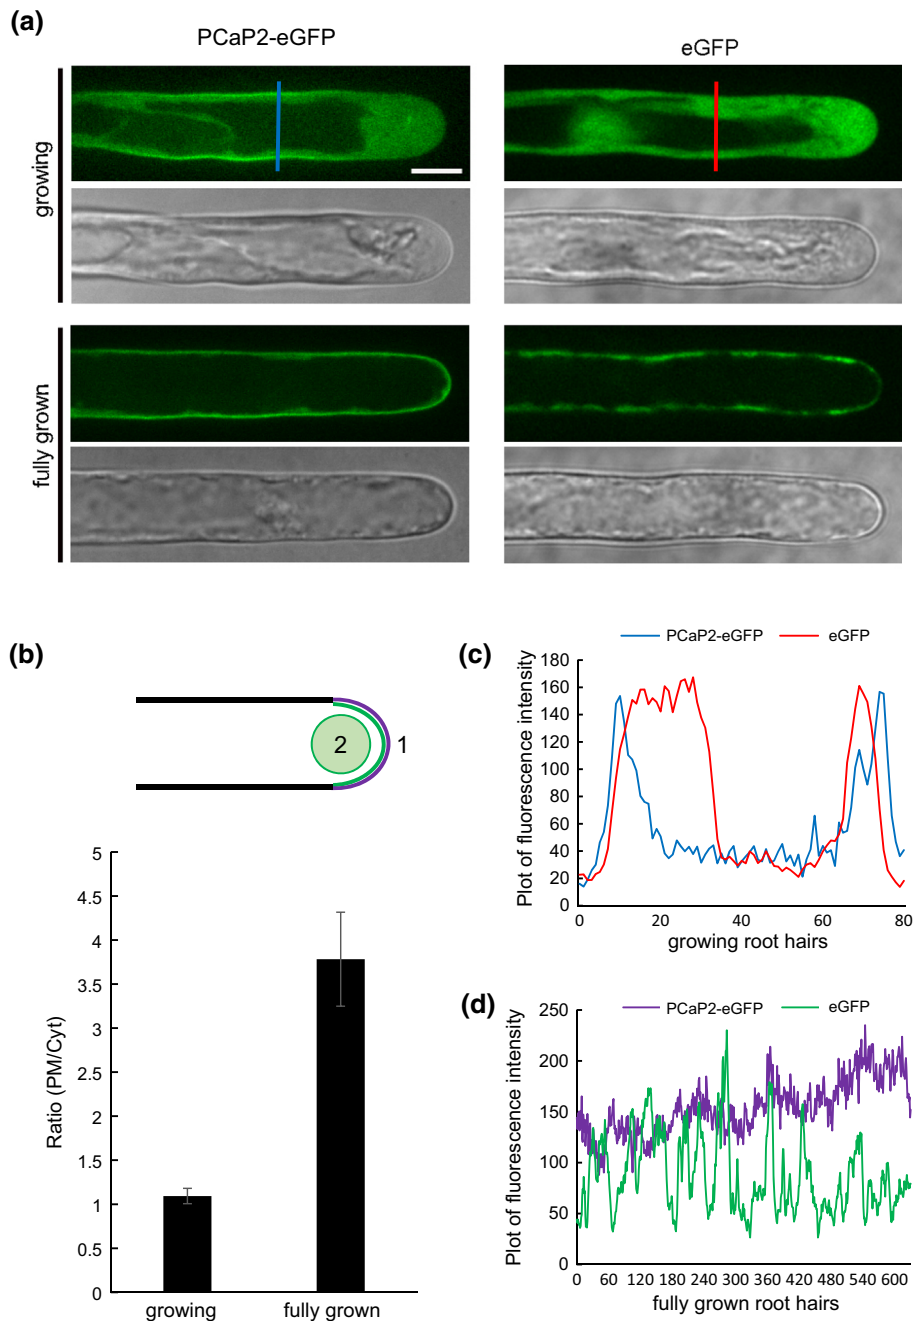 (a)
PCaP2-eGFP
eGFP
growing
fully grown
(b)
2
1
Ratio (PM/Cyt)
5
4.5
4
3.5
3
2.5
2
1.5
1
0.5
0
growing
fully grown
(c)
PCaP2-eGFP
eGFP
Plot of fluorescence intensity
180
160
140
120
100
80
60
40
20
0
0 20 40 60 80
growing root hairs
(d)
PCaP2-eGFP
eGFP
Plot of fluorescence intensity
250
200
150
100
50
0
0 60 120 180 240 300 360 420 480 540 600
fully grown root hairs